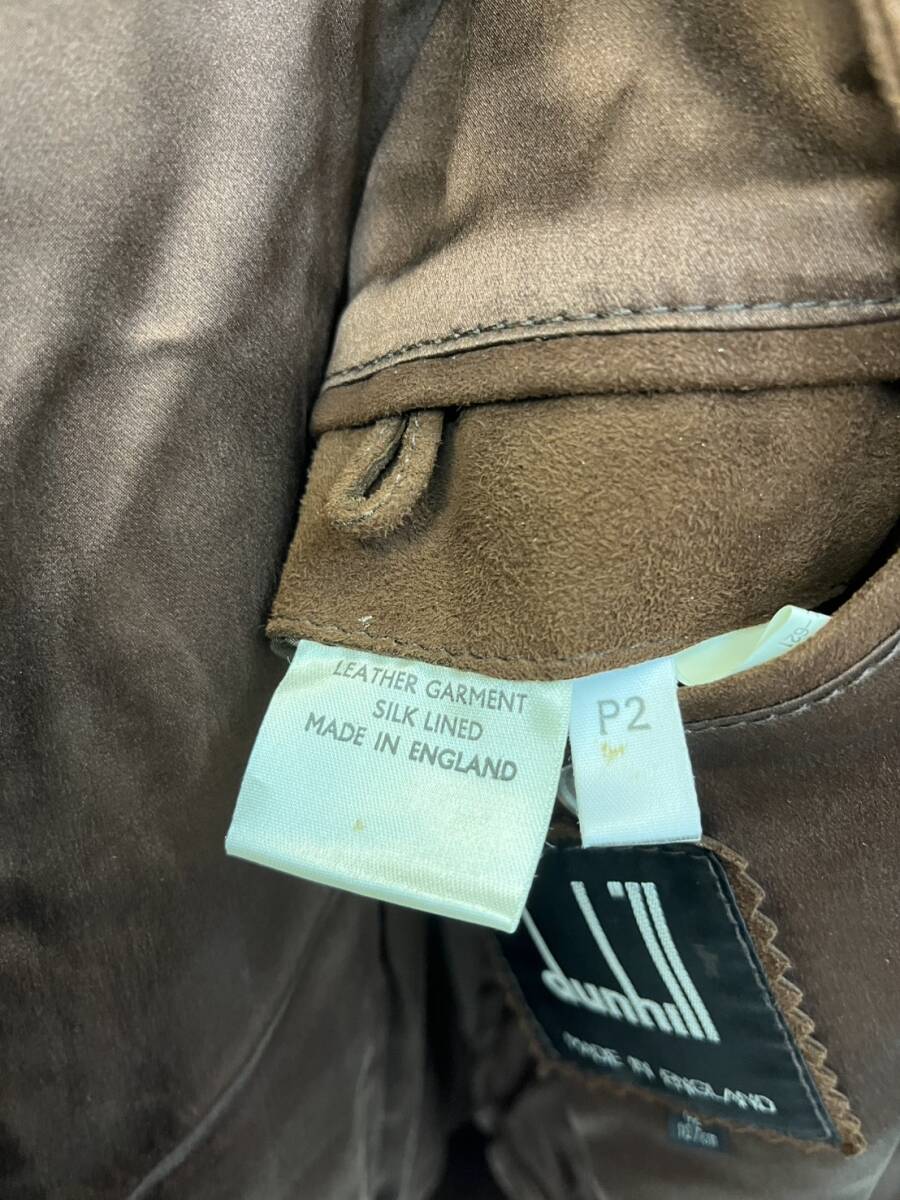 LEATHER GARMENT
SILK LINED
MADE IN ENGLAND
P2
dunhill
MADE IN ENGLAND